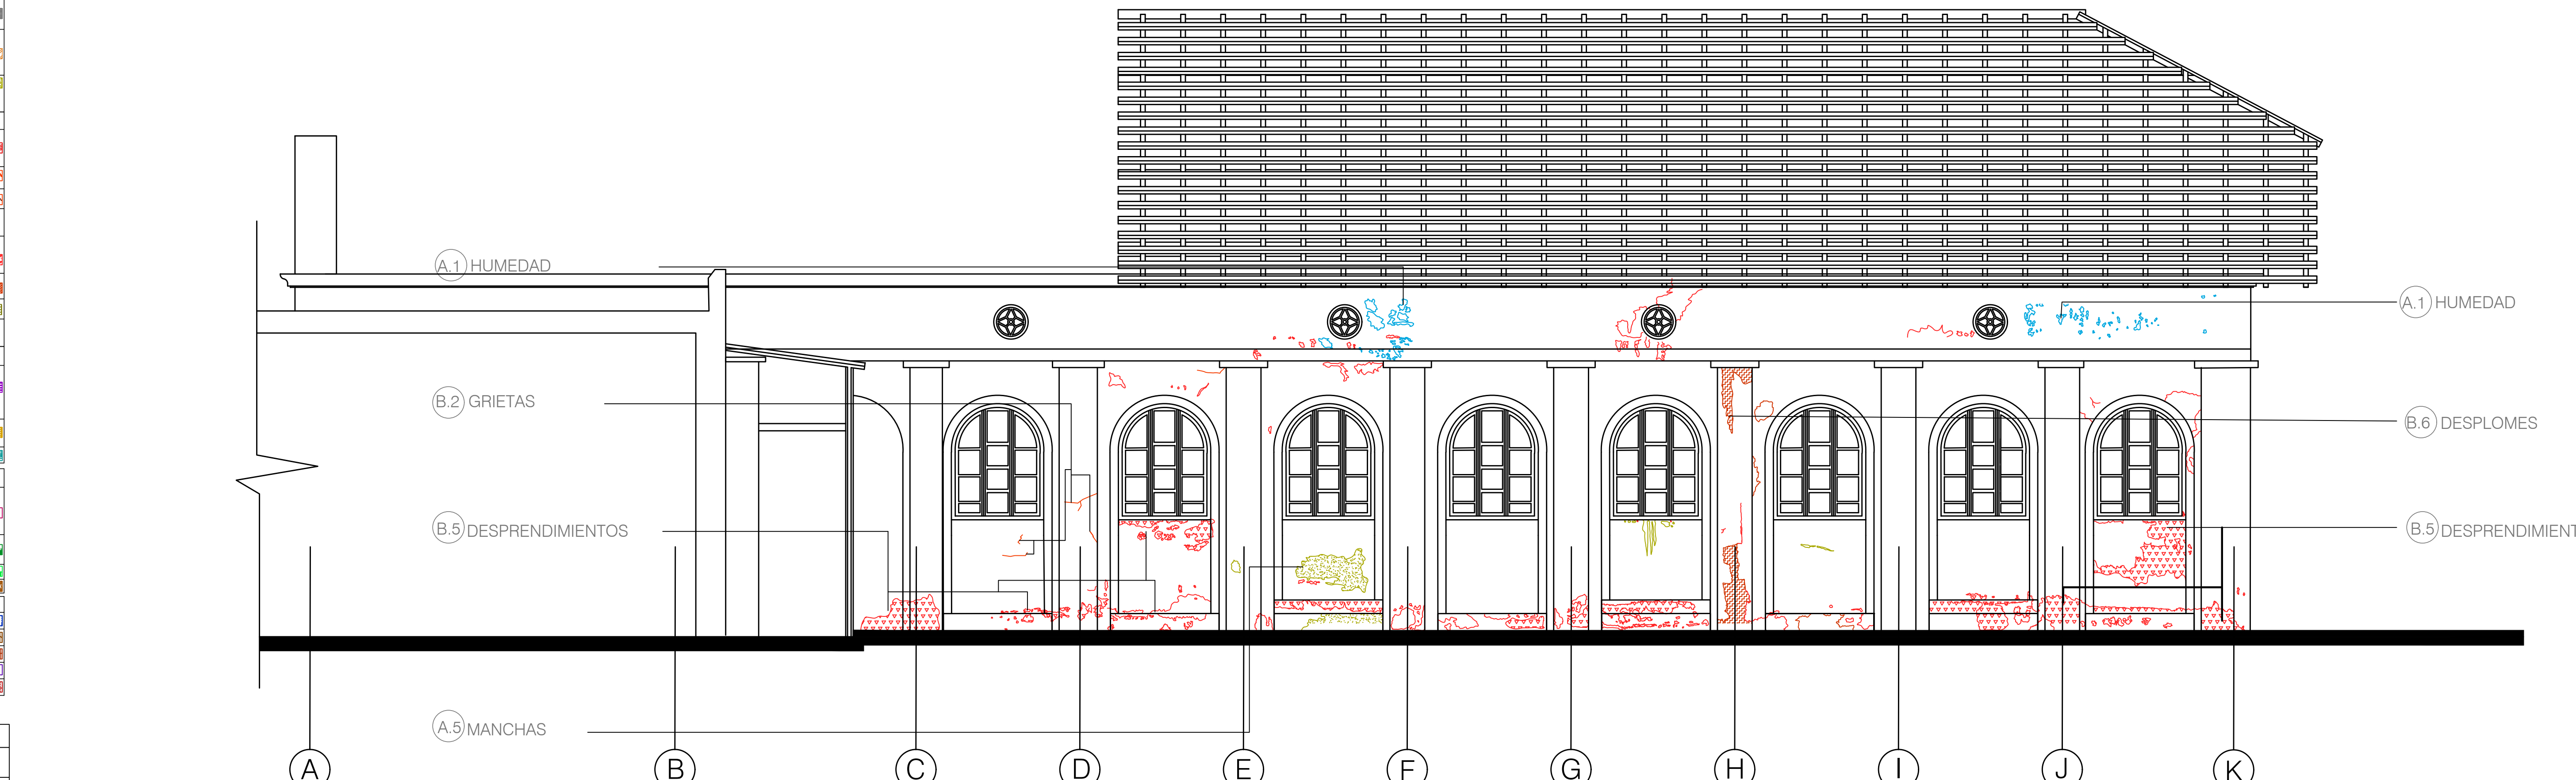 A.1 HUMEDAD
A.1 HUMEDAD
B.2 GRIETAS
B.6 DESPLOMES
B.5 DESPRENDIMIENTOS
B.5 DESPRENDIMIENT
A.5 MANCHAS
A B C D E F G H I J K